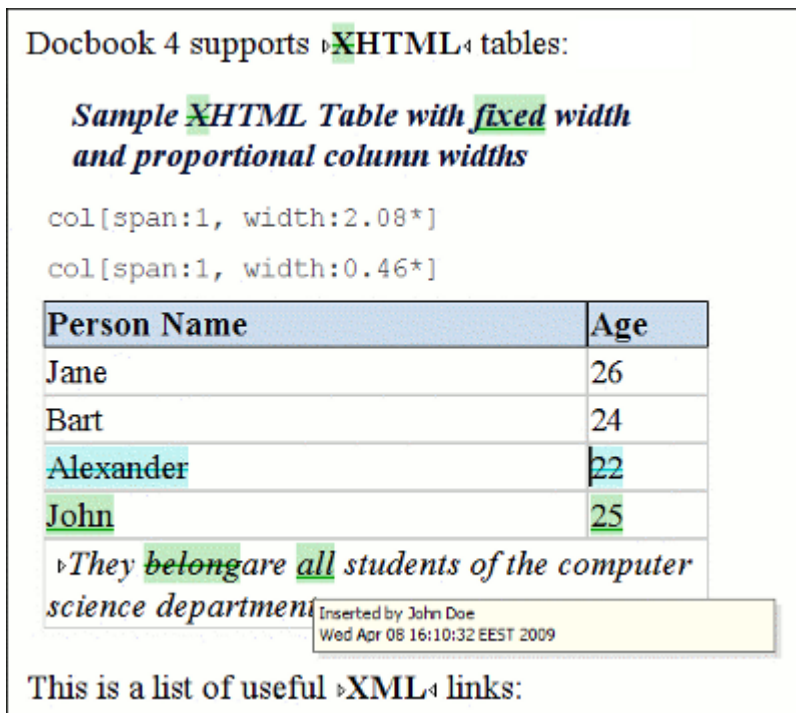 Docbook 4 supports XHTML tables:
Sample XHTML Table with fixed width
and proportional column widths
col[span:1, width:2.08*]
col[span:1, width:0.46*]
Person Name Age
Jane 26
Bart 24
Alexander 22
John 25
They belongare all students of the computer
science department
Inserted by John Doe
Wed Apr 08 16:10:32 EEST 2009
This is a list of useful XML links: